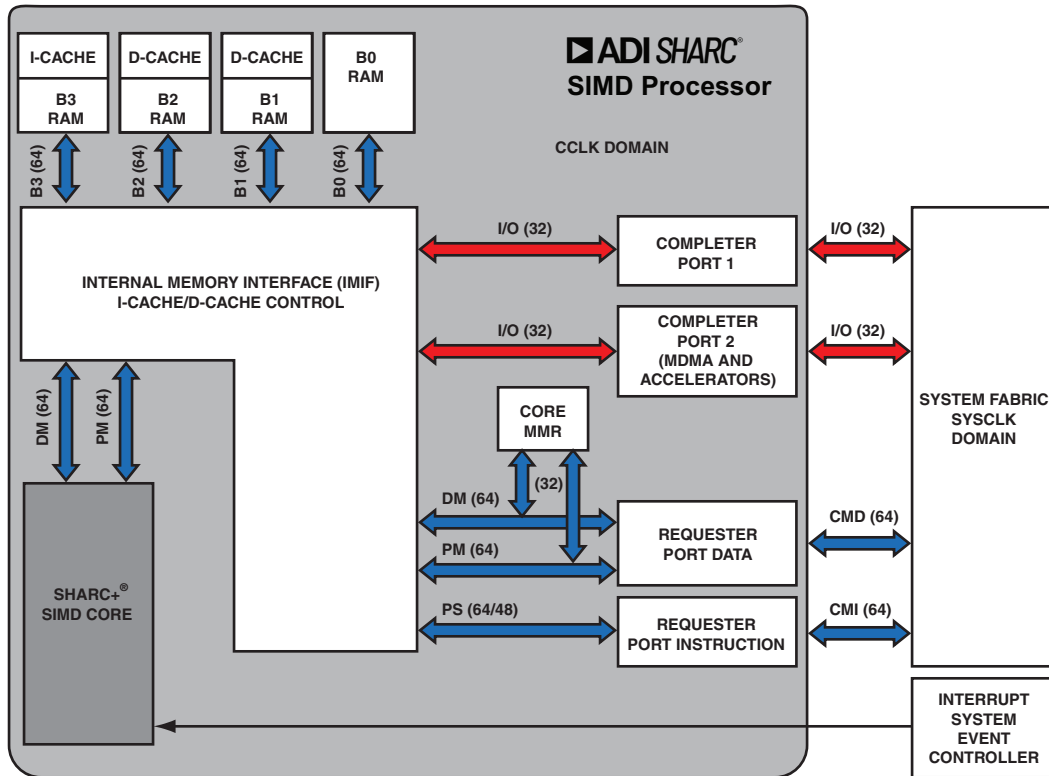 I-CACHE
B3
RAM
D-CACHE
B2
RAM
D-CACHE
B1
RAM
B0
RAM
ADI SHARC®
SIMD Processor
CCLK DOMAIN
B3 (64)
B2 (64)
B1 (64)
B0 (64)
INTERNAL MEMORY INTERFACE (IMIF)
I-CACHE/D-CACHE CONTROL
I/O (32)
COMPLETER
PORT 1
I/O (32)
I/O (32)
COMPLETER
PORT 2
(MDMA AND
ACCELERATORS)
I/O (32)
SYSTEM FABRIC
SYSCLK
DOMAIN
DM (64)
PM (64)
CORE
MMR
(32)
DM (64)
PM (64)
REQUESTER
PORT DATA
CMD (64)
PS (64/48)
REQUESTER
PORT INSTRUCTION
CMI (64)
SHARC+®
SIMD CORE
INTERRUPT
SYSTEM
EVENT
CONTROLLER